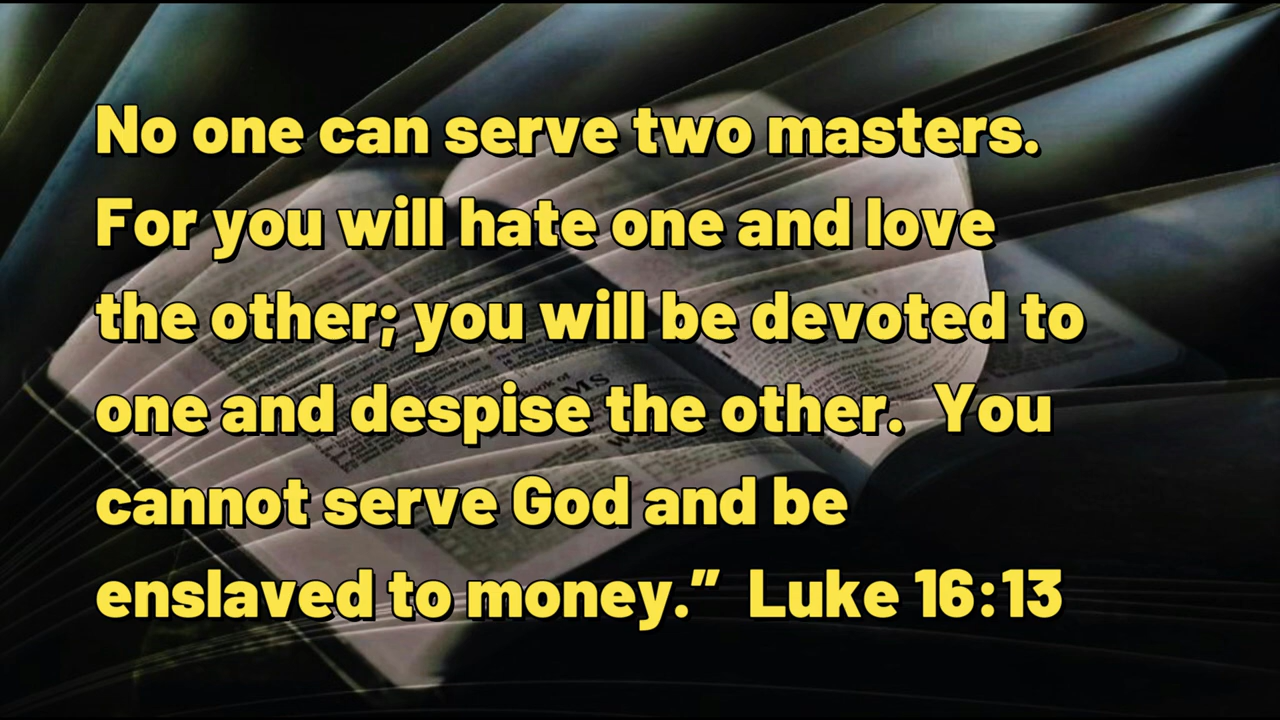 No one can serve two masters.
For you will hate one and love
the other; you will be devoted to
one and despise the other.  You
cannot serve God and be
enslaved to money.”  Luke 16:13